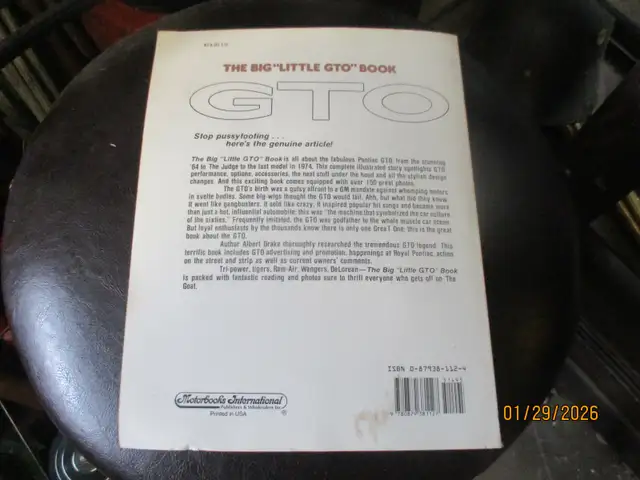 THE BIG "LITTLE GTO" BOOK
GTO
Stop pussyfooting . . .
here's the genuine article!
The Big "Little GTO" Book is all about the fabulous Pontiac GTO, from the stunning
'64 to The Judge to the last model in 1974. This complete illustrated story spotlights GTO
performance, options, accessories, the neat stuff under the hood and all the stylish design
changes. And this exciting book comes equipped with over 150 great photos.
The GTO's birth was a gutsy affront to a GM mandate against whomping motors
in svelte bodies. Some big wigs thought the GTO would fail. Ahh, but what did they know.
It went like gangbusters. It sold like crazy, it inspired popular hit songs and became more
than just a hot, influential automobile; this was "the machine that symbolized the car culture
of the sixties." Frequently imitated, the GTO was godfather to the whole muscle car scene.
But loyal enthusiasts by the thousands know there is only one Great One; this is the great
book about the GTO.
Author Albert Drake thoroughly researched the tremendous GTO legend. This
terrific book includes GTO advertising and promotion, happenings at Royal Pontiac, action
on the street and strip as well as current owners' comments.
Tri-power, tigers, Ram-Air, Wangers, DeLorean—The Big "Little GTO" Book
is packed with fantastic reading and photos sure to thrill everyone who gets off on The
Goat.
ISBN 0-87938-112-4
Motorbooks International
Publishers & Wholesalers Inc.
®
Printed in USA
01/29/2026